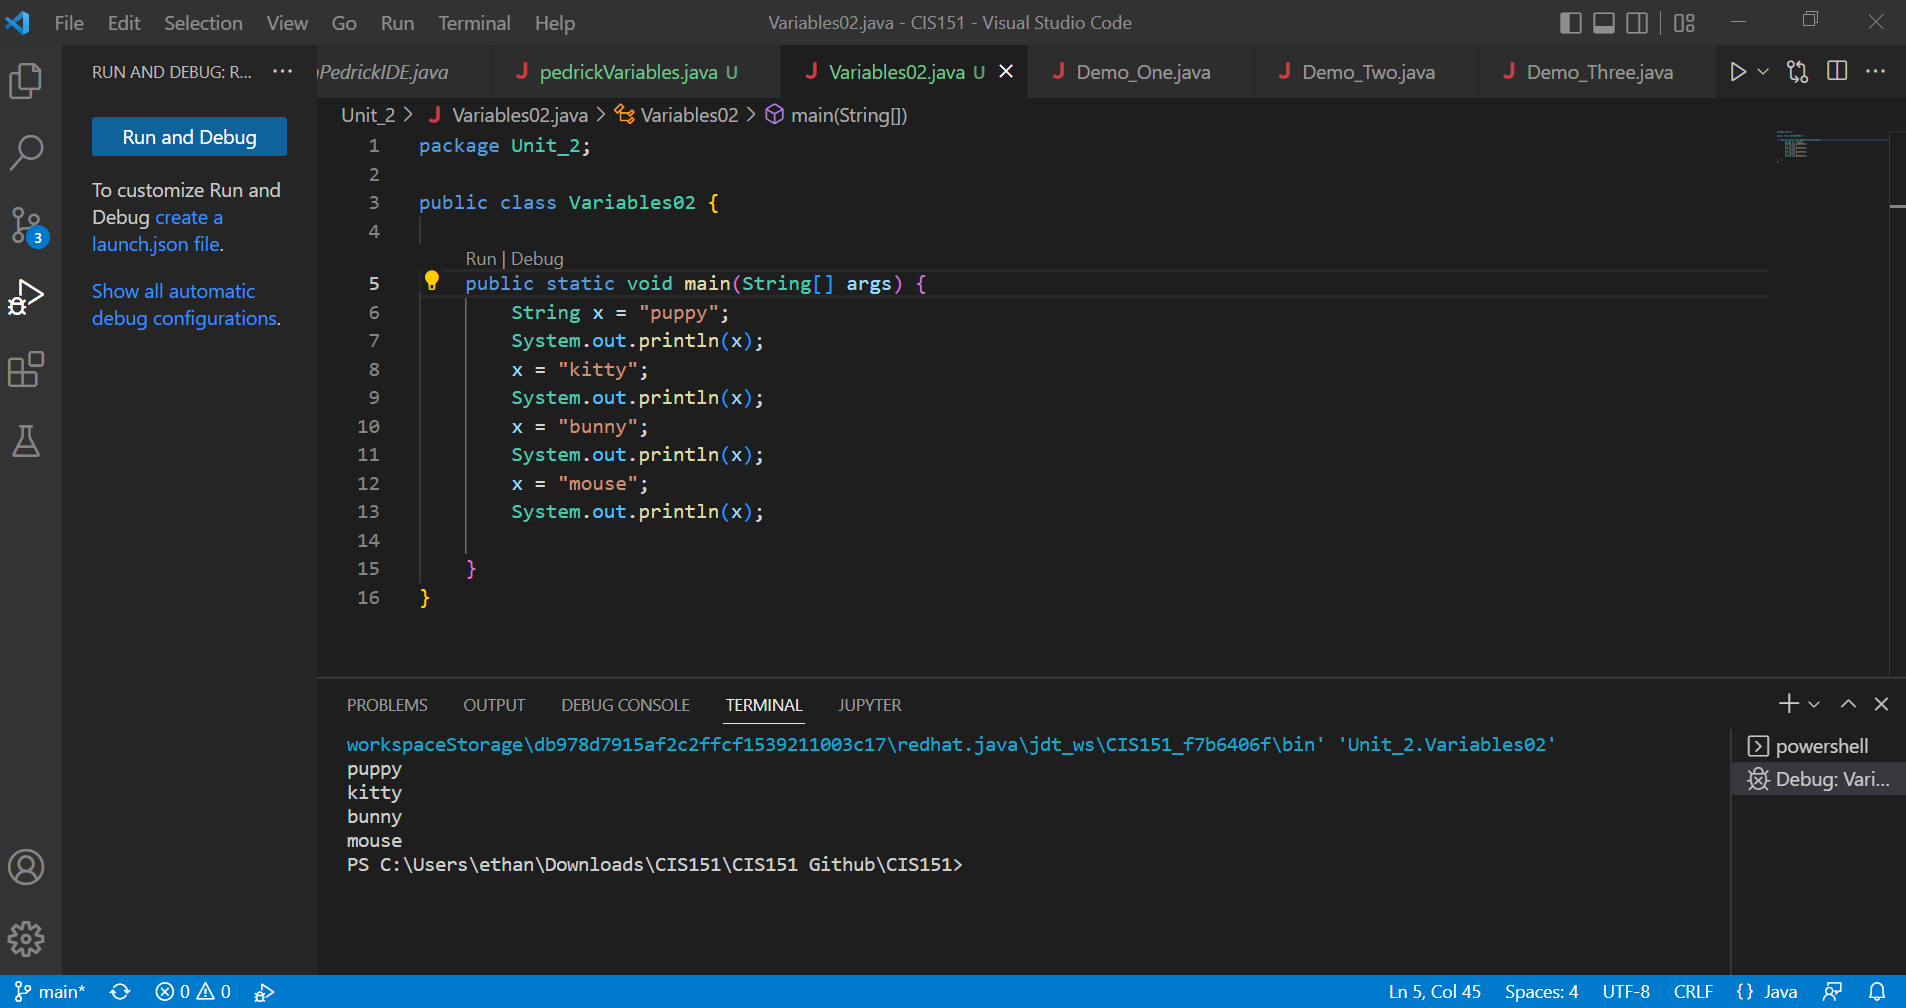 File Edit Selection View Go Run Terminal Help Variables02.java - CIS151 - Visual Studio Code
RUN AND DEBUG: R... ··· PedrickIDE.java pedrickVariables.java U Variables02.java U Demo_One.java Demo_Two.java Demo_Three.java ···
Unit_2 > Variables02.java > Variables02 > main(String[])
Run and Debug
To customize Run and
Debug create a
launch.json file.
Show all automatic
debug configurations.
3
1 package Unit_2;
2
3 public class Variables02 {
4
Run | Debug
5 public static void main(String[] args) {
6 String x = "puppy";
7 System.out.println(x);
8 x = "kitty";
9 System.out.println(x);
10 x = "bunny";
11 System.out.println(x);
12 x = "mouse";
13 System.out.println(x);
14
15 }
16 }
PROBLEMS OUTPUT DEBUG CONSOLE TERMINAL JUPYTER
workspaceStorage\db978d7915af2c2ffcf1539211003c17\redhat.java\jdt_ws\CIS151_f7b6406f\bin' 'Unit_2.Variables02'
puppy
kitty
bunny
mouse
PS C:\Users\ethan\Downloads\CIS151\CIS151 Github\CIS151>
powershell
Debug: Vari...
main* 0 0 Ln 5, Col 45 Spaces: 4 UTF-8 CRLF {} Java